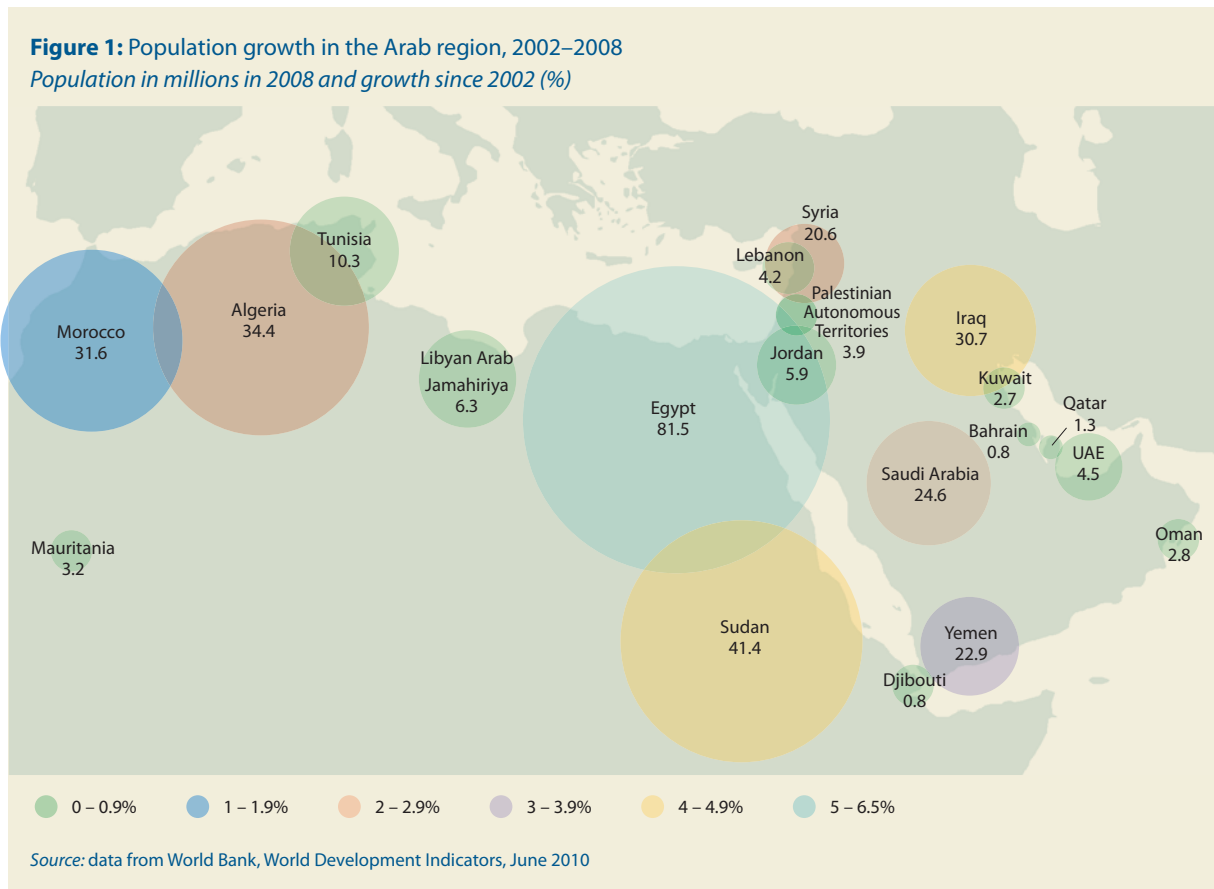 Figure 1: Population growth in the Arab region, 2002–2008
Population in millions in 2008 and growth since 2002 (%)
Tunisia
10.3
Algeria
34.4
Morocco
31.6
Libyan Arab
Jamahiriya
6.3
Mauritania
3.2
Egypt
81.5
Sudan
41.4
Syria
20.6
Lebanon
4.2
Palestinian
Autonomous
Territories
3.9
Jordan
5.9
Iraq
30.7
Kuwait
2.7
Qatar
1.3
Bahrain
0.8
UAE
4.5
Saudi Arabia
24.6
Oman
2.8
Yemen
22.9
Djibouti
0.8
0 – 0.9% 1 – 1.9% 2 – 2.9% 3 – 3.9% 4 – 4.9% 5 – 6.5%
Source: data from World Bank, World Development Indicators, June 2010